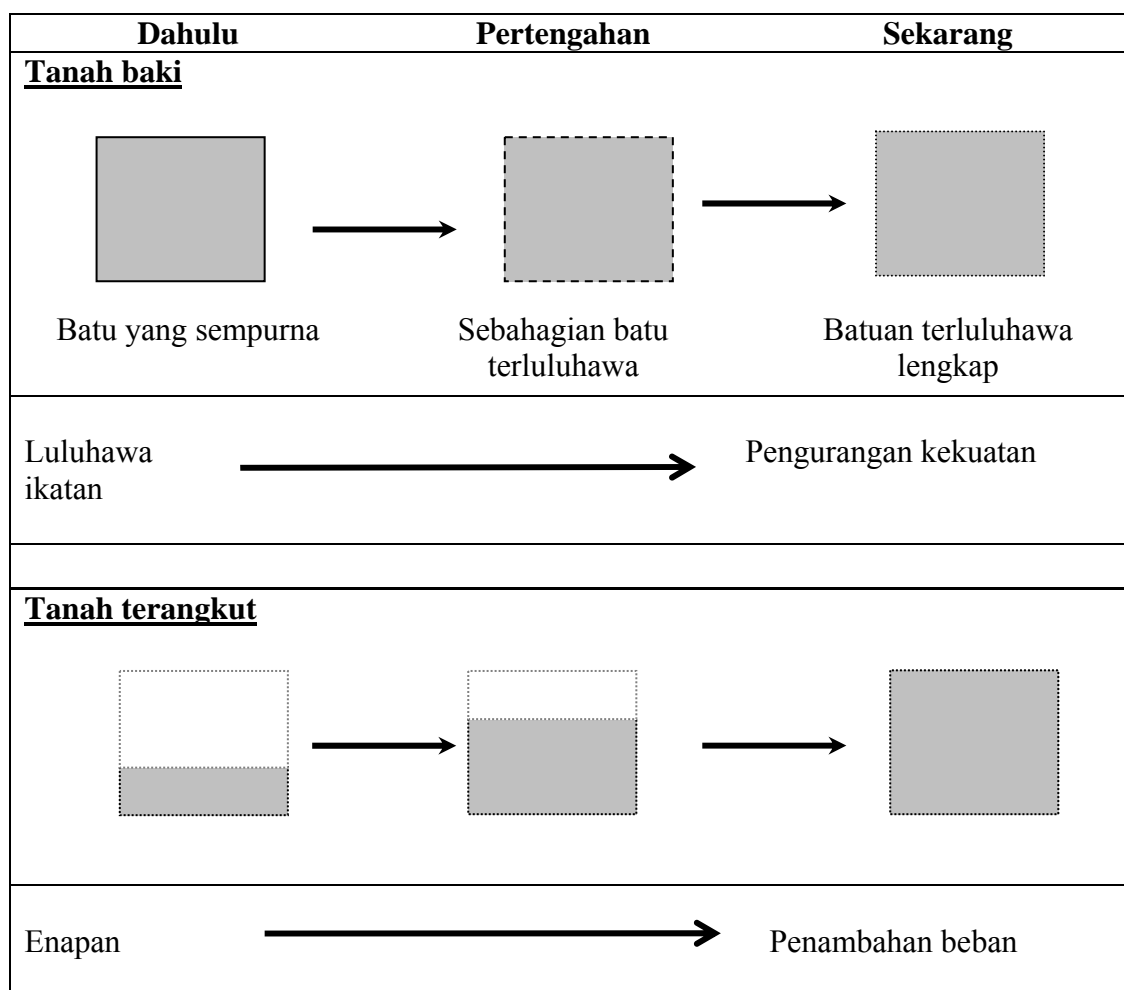 Dahulu Pertengahan Sekarang
Tanah baki
Batu yang sempurna Sebahagian batu Batuan terluluhawa
terluluhawa lengkap
Luluhawa Pengurangan kekuatan
ikatan
Tanah terangkut
Enapan Penambahan beban